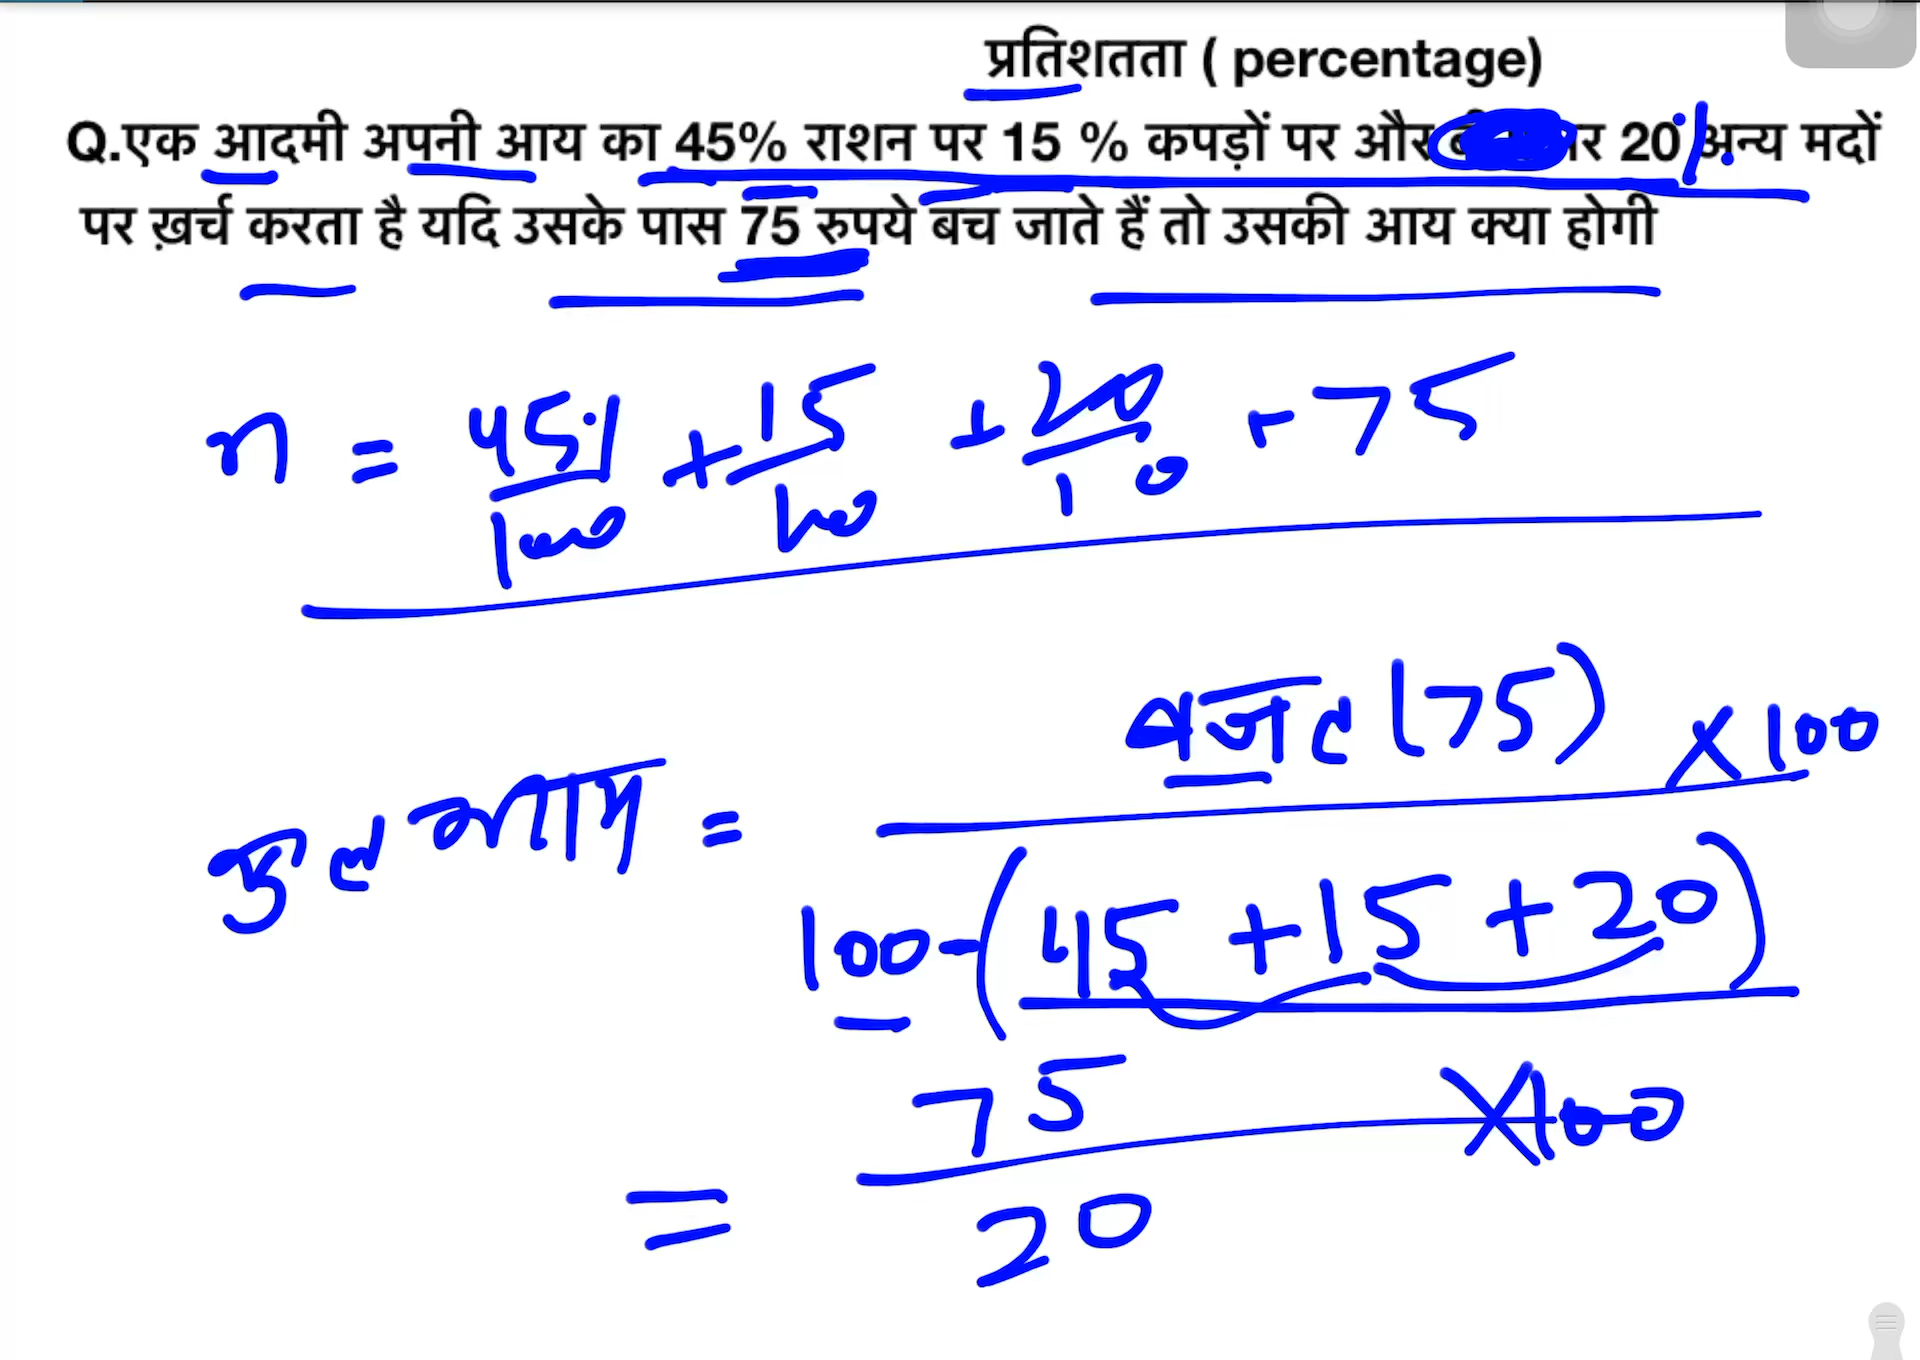 प्रतिशतता ( percentage)
Q.एक आदमी अपनी आय का 45% राशन पर 15 % कपड़ों पर और 20% अन्य मदों
पर ख़र्च करता है यदि उसके पास 75 रुपये बच जाते हैं तो उसकी आय क्या होगी
n = 45%/100 + 15/100 + 20/10 + 75
कुल आय = बजत (75) × 100
100-(45+15+20)
= 75 × 100
20